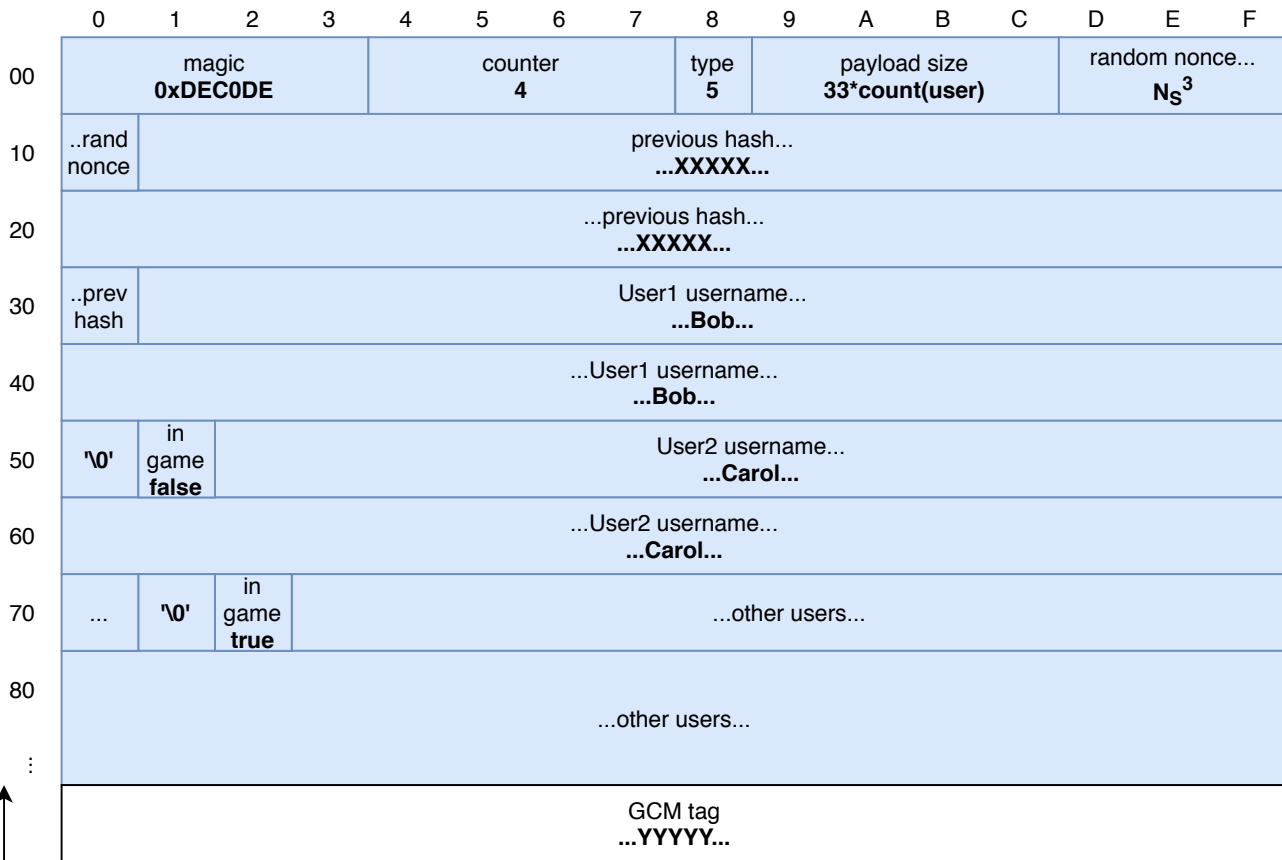 0 1 2 3 4 5 6 7 8 9 A B C D E F
00
magic
0xDEC0DE
counter
4
type
5
payload size
33*count(user)
random nonce...
N_S^3
10
..rand
nonce
previous hash...
...XXXXX...
20
...previous hash...
...XXXXX...
30
..prev
hash
User1 username...
...Bob...
40
...User1 username...
...Bob...
50
'\0'
in
game
false
User2 username...
...Carol...
60
...User2 username...
...Carol...
70
...
'\0'
in
game
true
...other users...
80
...other users...
...
GCM tag
...YYYYY...